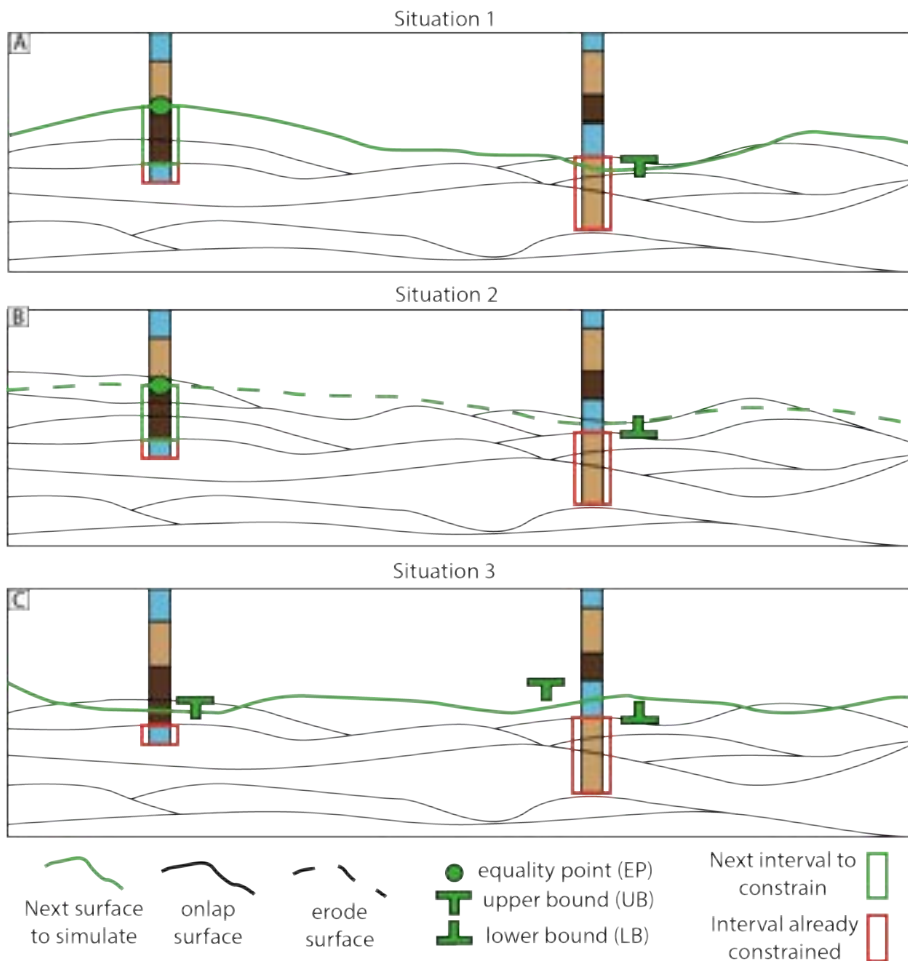 Situation 1
A
Situation 2
B
Situation 3
C
Next surface
to simulate
onlap
surface
erode
surface
equality point (EP)
upper bound (UB)
lower bound (LB)
Next interval to
constrain
Interval already
constrained